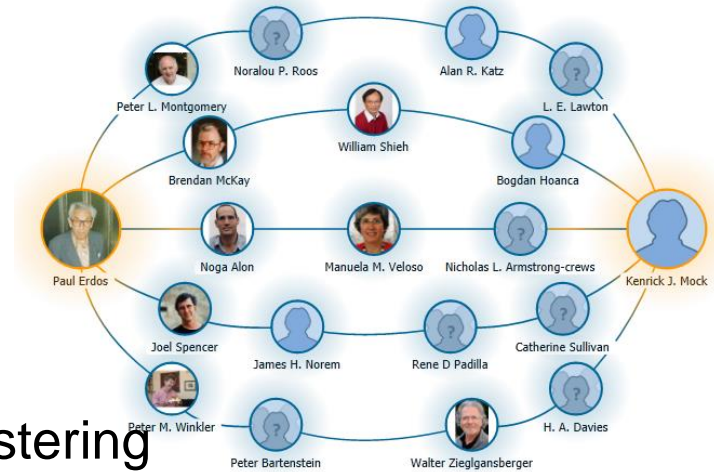 Noralou P. Roos
Alan R. Katz
Peter L. Montgomery
L. E. Lawton
William Shieh
Brendan McKay
Bogdan Hoanca
Paul Erdos
Noga Alon
Manuela M. Veloso
Nicholas L. Armstrong-crews
Kenrick J. Mock
Joel Spencer
James H. Norem
Rene D Padilla
Catherine Sullivan
stering
Peter M. Winkler
Peter Bartenstein
Walter Zieglgansberger
H. A. Davies